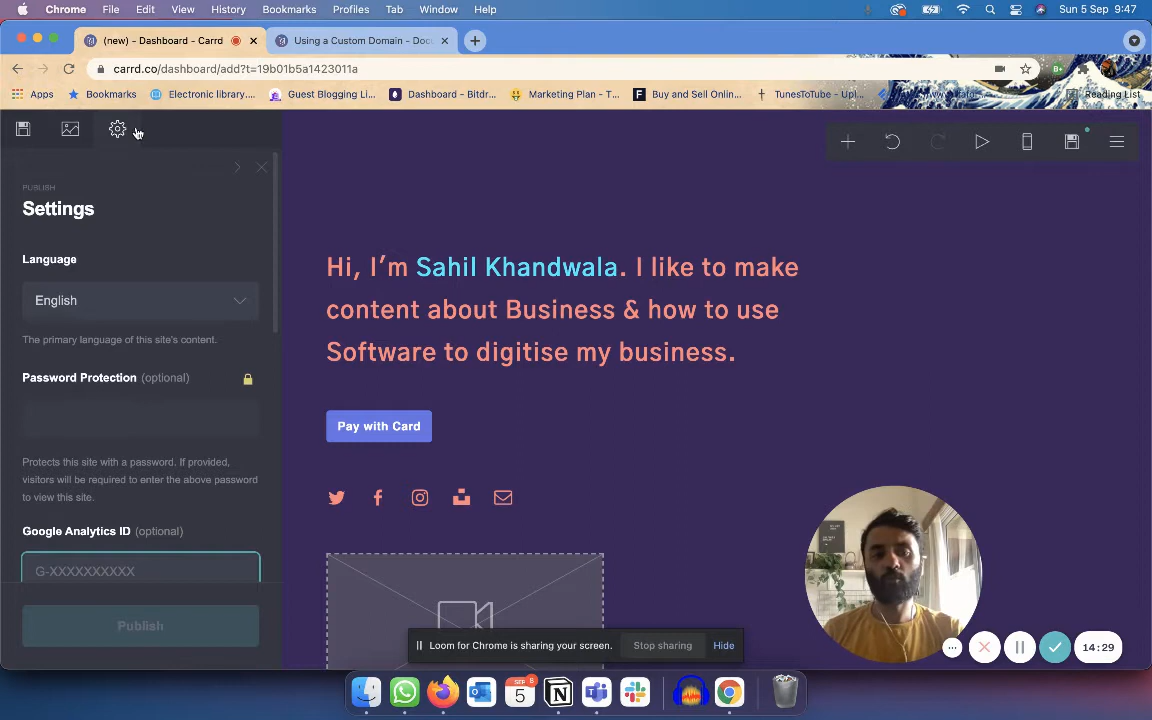 Chrome File Edit View History Bookmarks Profiles Tab Window Help Sun 5 Sep 9:47
(new) - Dashboard - Carrd
Using a Custom Domain - Docu
carrd.co/dashboard/add?t=19b01b5a1423011a
Apps Bookmarks Electronic library.... Guest Blogging Li... Dashboard - Bitdr... Marketing Plan - T... Buy and Sell Online... TunesToTube - Upl... Reading List
PUBLISH
Settings
Language
English
The primary language of this site's content.
Password Protection (optional)
Protects this site with a password. If provided,
visitors will be required to enter the above password
to view this site.
Google Analytics ID (optional)
G-XXXXXXXXXX
Publish
Hi, I'm Sahil Khandwala. I like to make
content about Business & how to use
Software to digitise my business.
Pay with Card
Loom for Chrome is sharing your screen. Stop sharing Hide
14:29